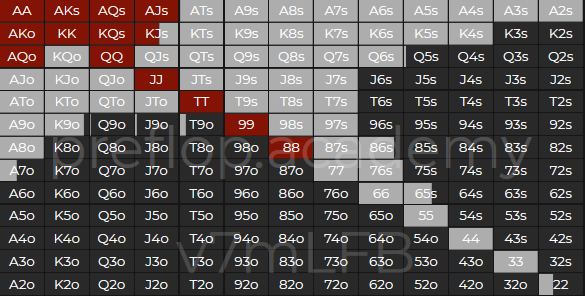 AA AKs AQs AJs ATs A9s A8s A7s A6s A5s A4s A3s A2s
AKo KK KQs KJs KTs K9s K8s K7s K6s K5s K4s K3s K2s
AQo KQo QQ QJs QTs Q9s Q8s Q7s Q6s Q5s Q4s Q3s Q2s
AJo KJo QJo JJ JTs J9s J8s J7s J6s J5s J4s J3s J2s
ATo KTo QTo JTo TT T9s T8s T7s T6s T5s T4s T3s T2s
A9o K9o Q9o J9o T9o 99 98s 97s 96s 95s 94s 93s 92s
A8o K8o Q8o J8o T8o 98o 88 87s 86s 85s 84s 83s 82s
preflop.academy
A7o K7o Q7o J7o T7o 97o 87o 77 76s 75s 74s 73s 72s
A6o K6o Q6o J6o T6o 96o 86o 76o 66 65s 64s 63s 62s
A5o K5o Q5o J5o T5o 95o 85o 75o 65o 55 54s 53s 52s
A4o K4o Q4o J4o T4o 94o 84o 74o 64o 54o 44 43s 42s
v7mLFB
A3o K3o Q3o J3o T3o 93o 83o 73o 63o 53o 43o 33 32s
A2o K2o Q2o J2o T2o 92o 82o 72o 62o 52o 42o 32o 22